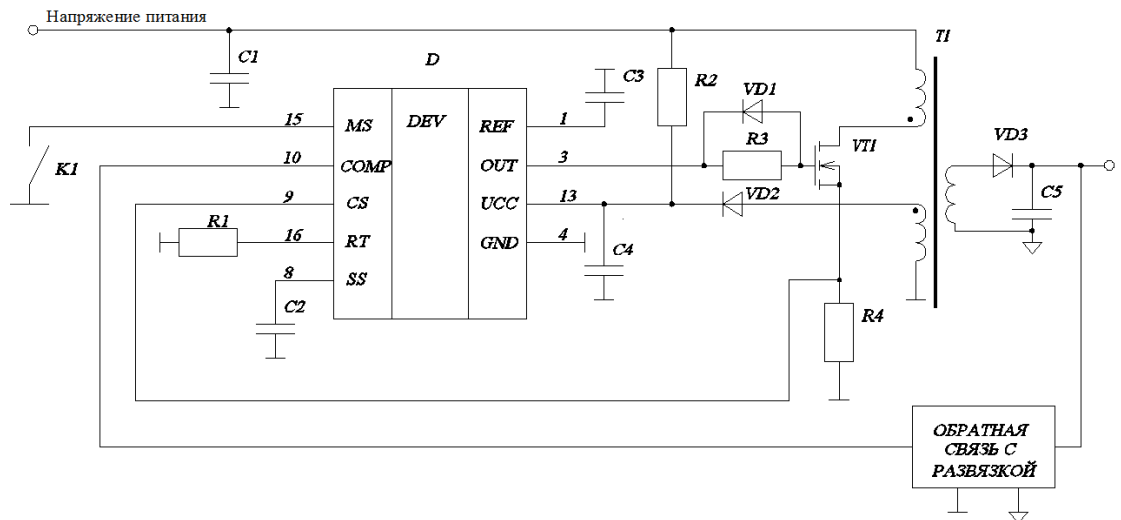 Напряжение питания
T1
C1
D
C3
R2
VD1
15 MS DEV REF 1
R3
VT1
VD3
10 COMP OUT 3
K1
9 CS UCC 13
VD2
C5
R1
16 RT GND 4
C4
8 SS
C2
R4
ОБРАТНАЯ
СВЯЗЬ С
РАЗВЯЗКОЙ